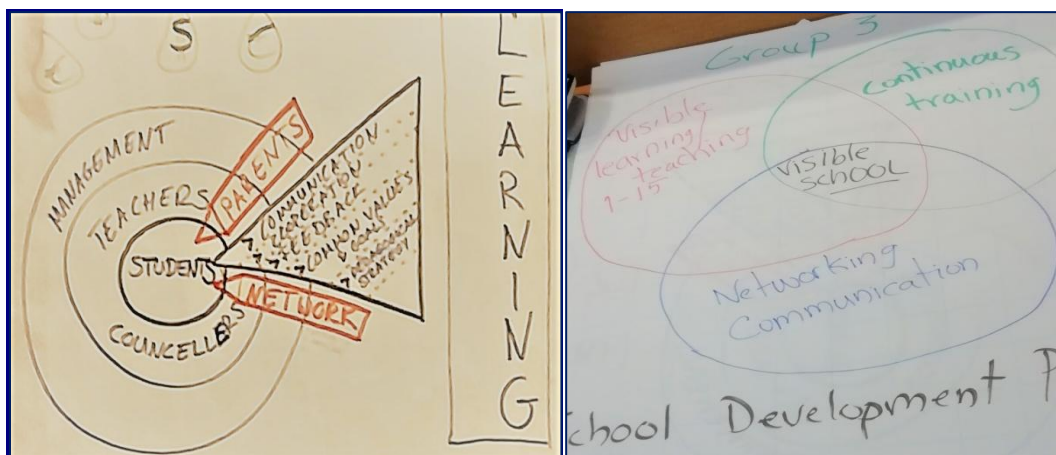 S
MANAGEMENT
TEACHERS
PARENTS
STUDENTS
COUNCELLERS
NETWORK
COMMUNICATION
COOPERATION
FEEDBACK
COMMON VALUES
& GOALS
STRATEGY
LEARNING
Group 3
Visible
learning/
teaching
1-15
continuous
training
VISIBLE
SCHOOL
Networking
Communication
chool Development P